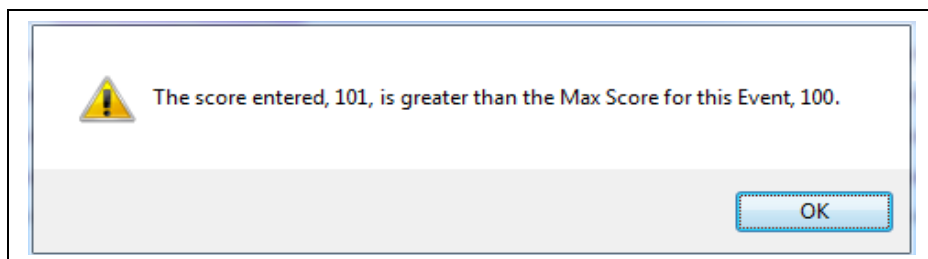 The score entered, 101, is greater than the Max Score for this Event, 100.
OK